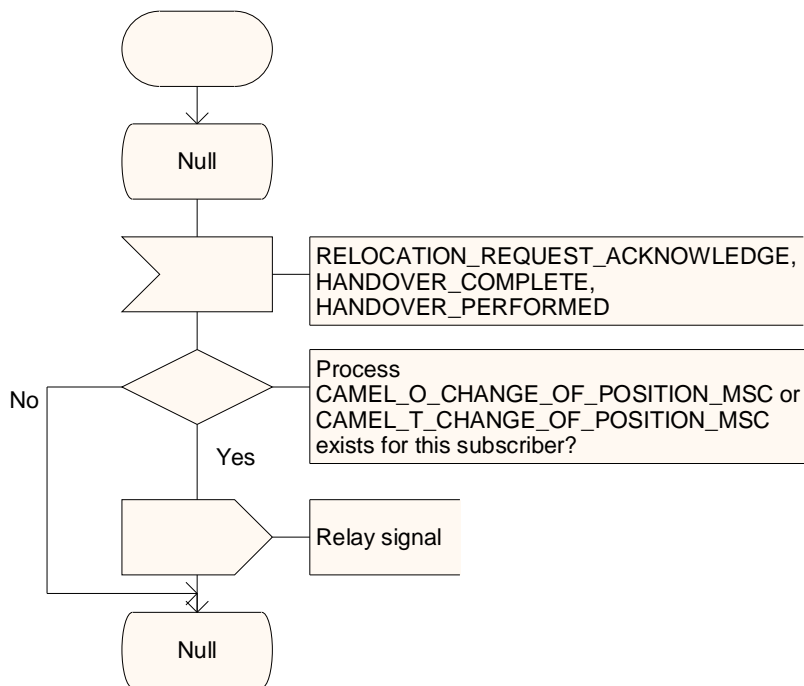 Null
RELOCATION_REQUEST_ACKNOWLEDGE,
HANDOVER_COMPLETE,
HANDOVER_PERFORMED
Process
CAMEL_O_CHANGE_OF_POSITION_MSC or
CAMEL_T_CHANGE_OF_POSITION_MSC
exists for this subscriber?
No
Yes
Relay signal
Null